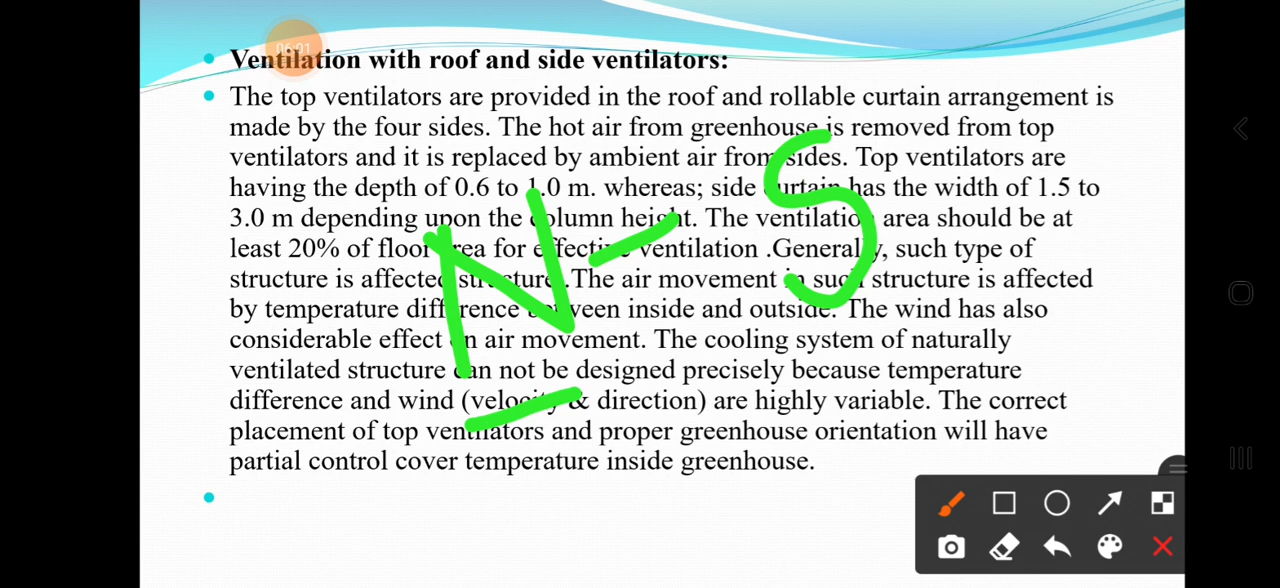 06:01
Ventilation with roof and side ventilators:
The top ventilators are provided in the roof and rollable curtain arrangement is
made by the four sides. The hot air from greenhouse is removed from top
ventilators and it is replaced by ambient air from sides. Top ventilators are
having the depth of 0.6 to 1.0 m. whereas; side curtain has the width of 1.5 to
3.0 m depending upon the column height. The ventilation area should be at
least 20% of floor area for effective ventilation .Generally, such type of
structure is affected structure. .The air movement in such structure is affected
by temperature difference between inside and outside. The wind has also
considerable effect on air movement. The cooling system of naturally
ventilated structure can not be designed precisely because temperature
difference and wind (velocity & direction) are highly variable. The correct
placement of top ventilators and proper greenhouse orientation will have
partial control cover temperature inside greenhouse.
N-S